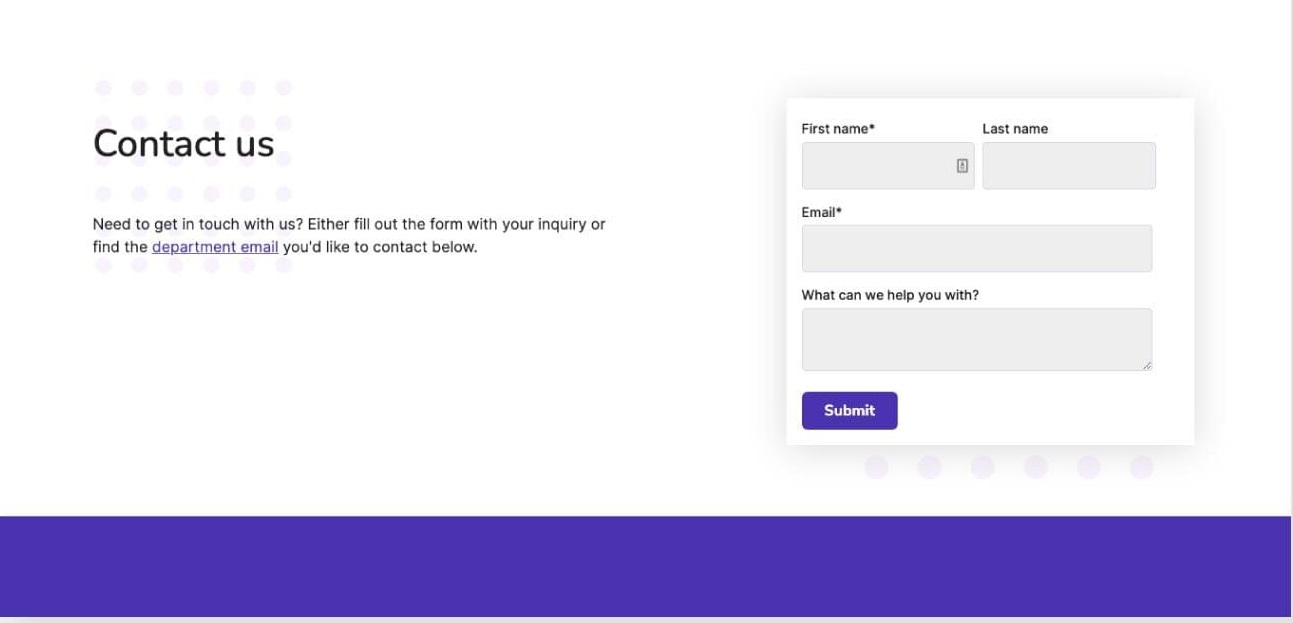 Contact us
Need to get in touch with us? Either fill out the form with your inquiry or
find the department email you'd like to contact below.
First name*
Last name
Email*
What can we help you with?
Submit